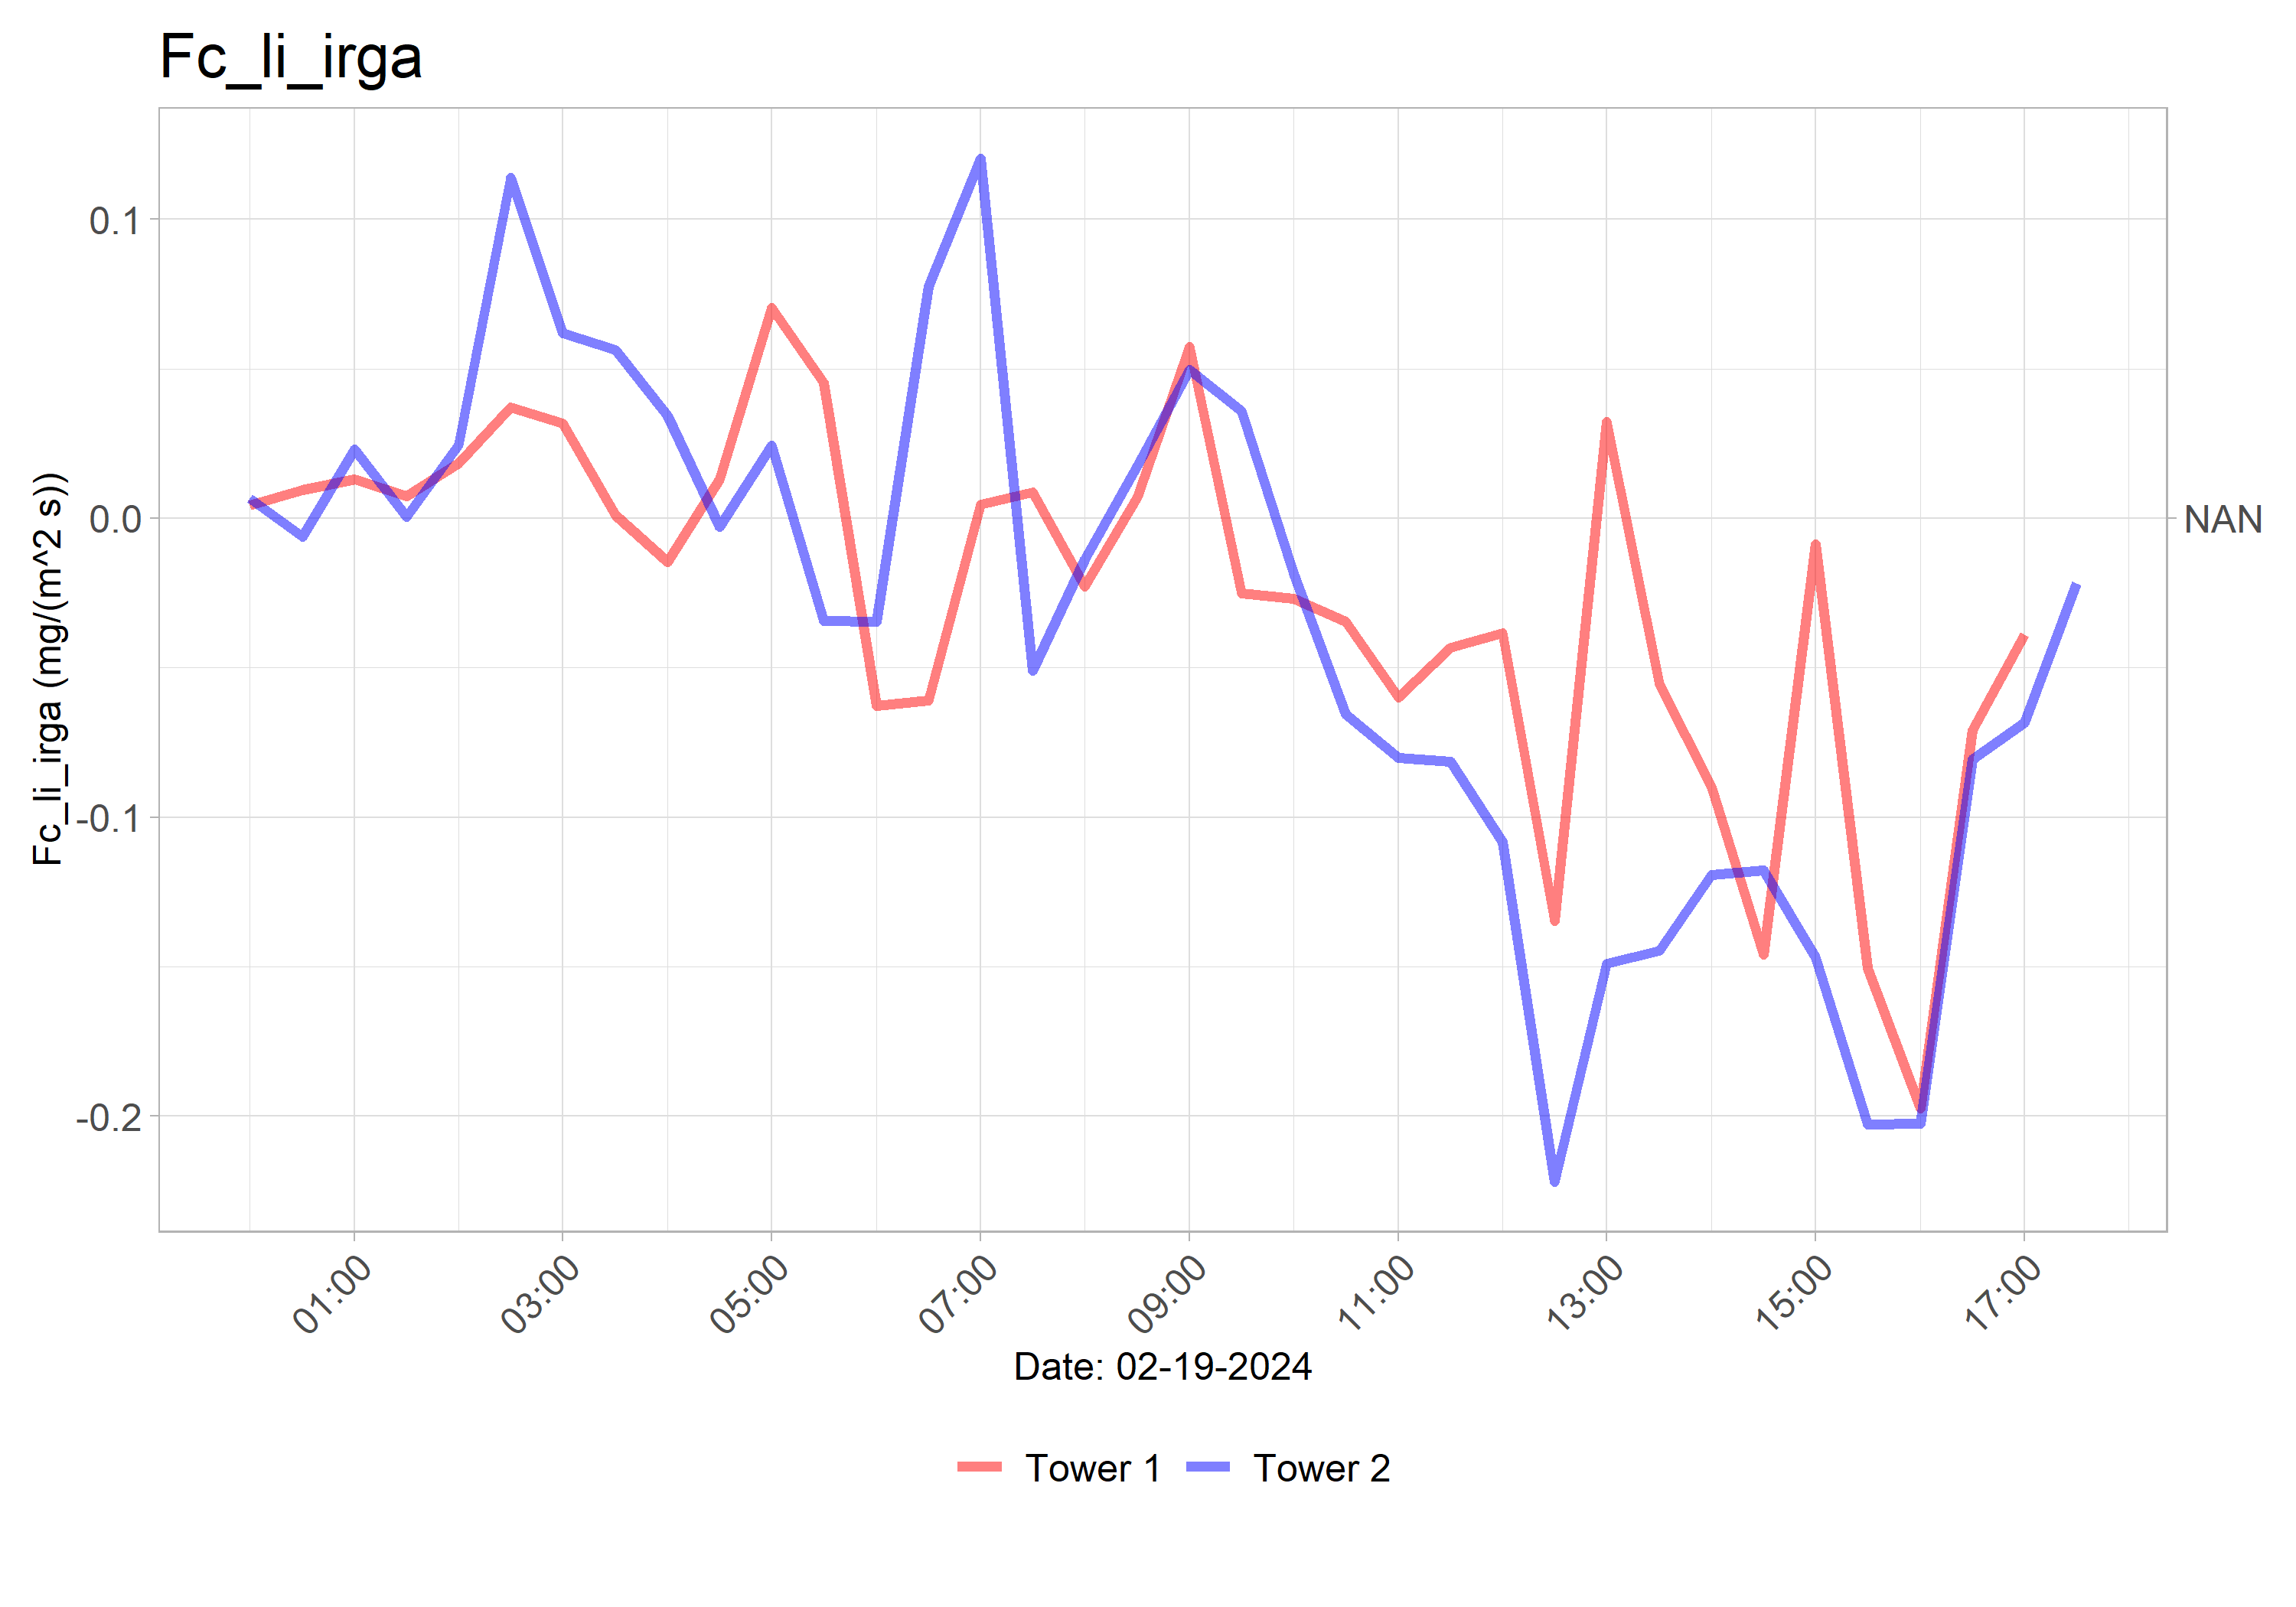 Fc_li_irga
Fc_li_irga (mg/(m^2 s))
0.1
0.0
-0.1
-0.2
NAN
01:00
03:00
05:00
07:00
09:00
11:00
13:00
15:00
17:00
Date: 02-19-2024
Tower 1
Tower 2